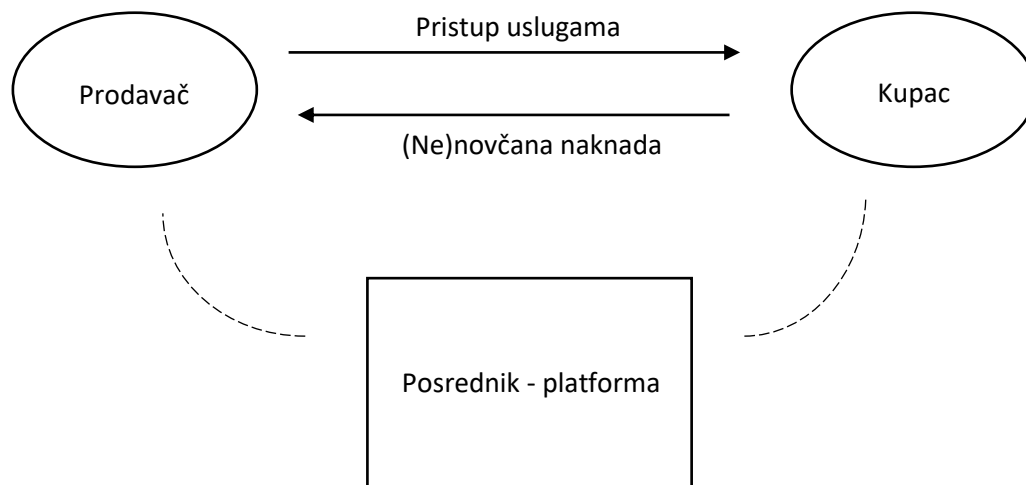 Pristup uslugama
Prodavač
Kupac
(Ne)novčana naknada
Posrednik - platforma